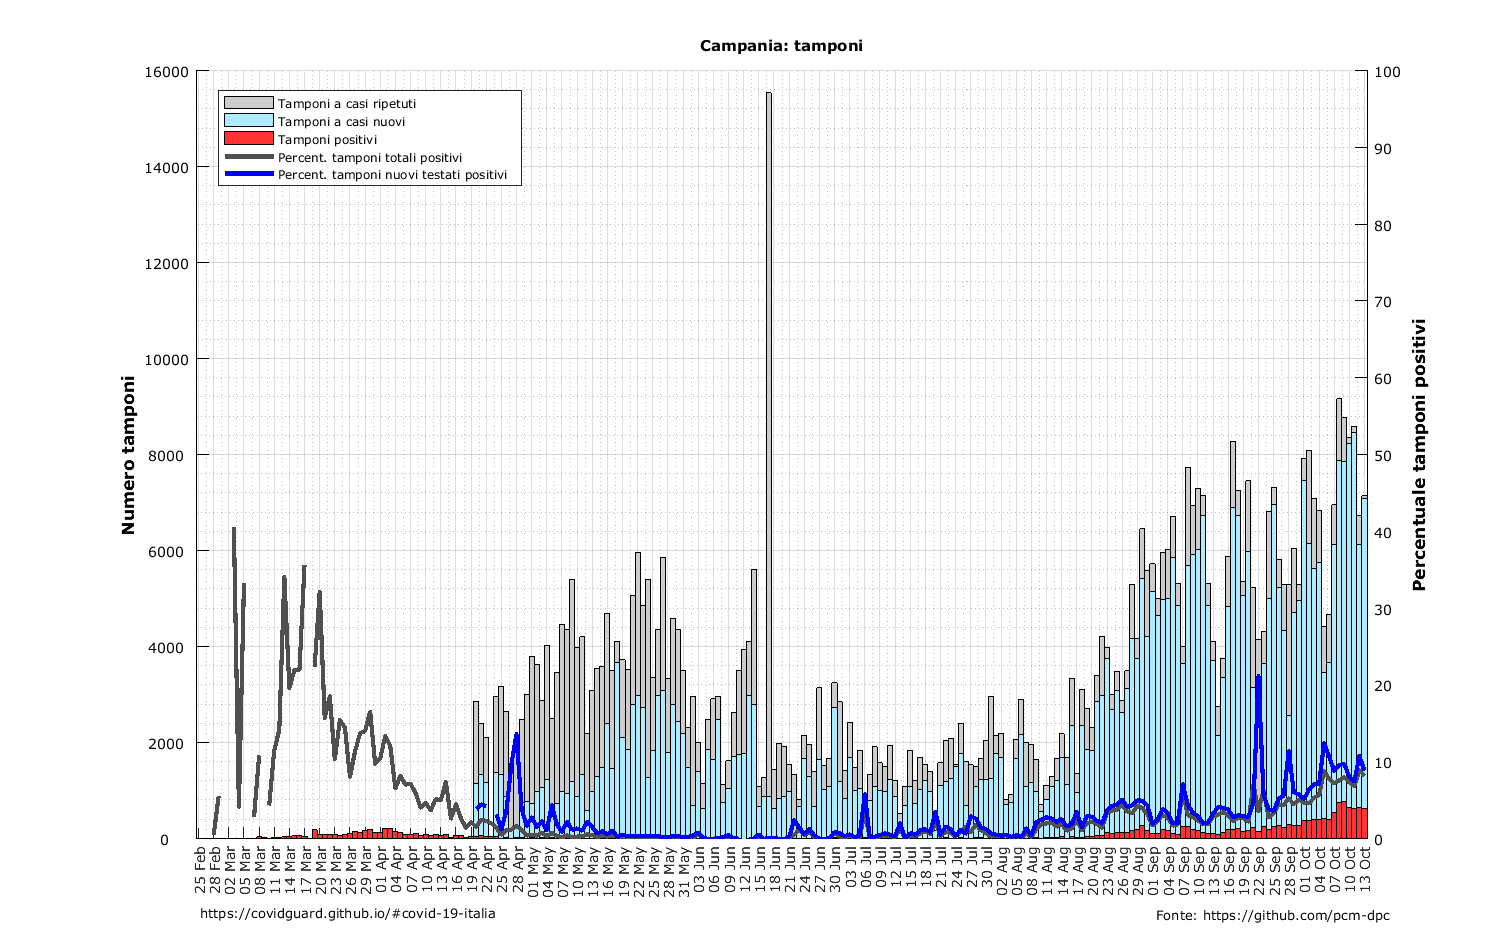 Campania: tamponi
16000
14000
12000
10000
8000
6000
4000
2000
0
Numero tamponi
Tamponi a casi ripetuti
Tamponi a casi nuovi
Tamponi positivi
Percent. tamponi totali positivi
Percent. tamponi nuovi testati positivi
100
90
80
70
60
50
40
30
20
10
0
Percentuale tamponi positivi
25 Feb
28 Feb
02 Mar
05 Mar
08 Mar
11 Mar
14 Mar
17 Mar
20 Mar
23 Mar
26 Mar
29 Mar
01 Apr
04 Apr
07 Apr
10 Apr
13 Apr
16 Apr
19 Apr
22 Apr
25 Apr
28 Apr
01 May
04 May
07 May
10 May
13 May
16 May
19 May
22 May
25 May
28 May
31 May
03 Jun
06 Jun
09 Jun
12 Jun
15 Jun
18 Jun
21 Jun
24 Jun
27 Jun
30 Jun
03 Jul
06 Jul
09 Jul
12 Jul
15 Jul
18 Jul
21 Jul
24 Jul
27 Jul
30 Jul
02 Aug
05 Aug
08 Aug
11 Aug
14 Aug
17 Aug
20 Aug
23 Aug
26 Aug
29 Aug
01 Sep
04 Sep
07 Sep
10 Sep
13 Sep
16 Sep
19 Sep
22 Sep
25 Sep
28 Sep
01 Oct
04 Oct
07 Oct
10 Oct
13 Oct
https://covidguard.github.io/#covid-19-italia
Fonte: https://github.com/pcm-dpc